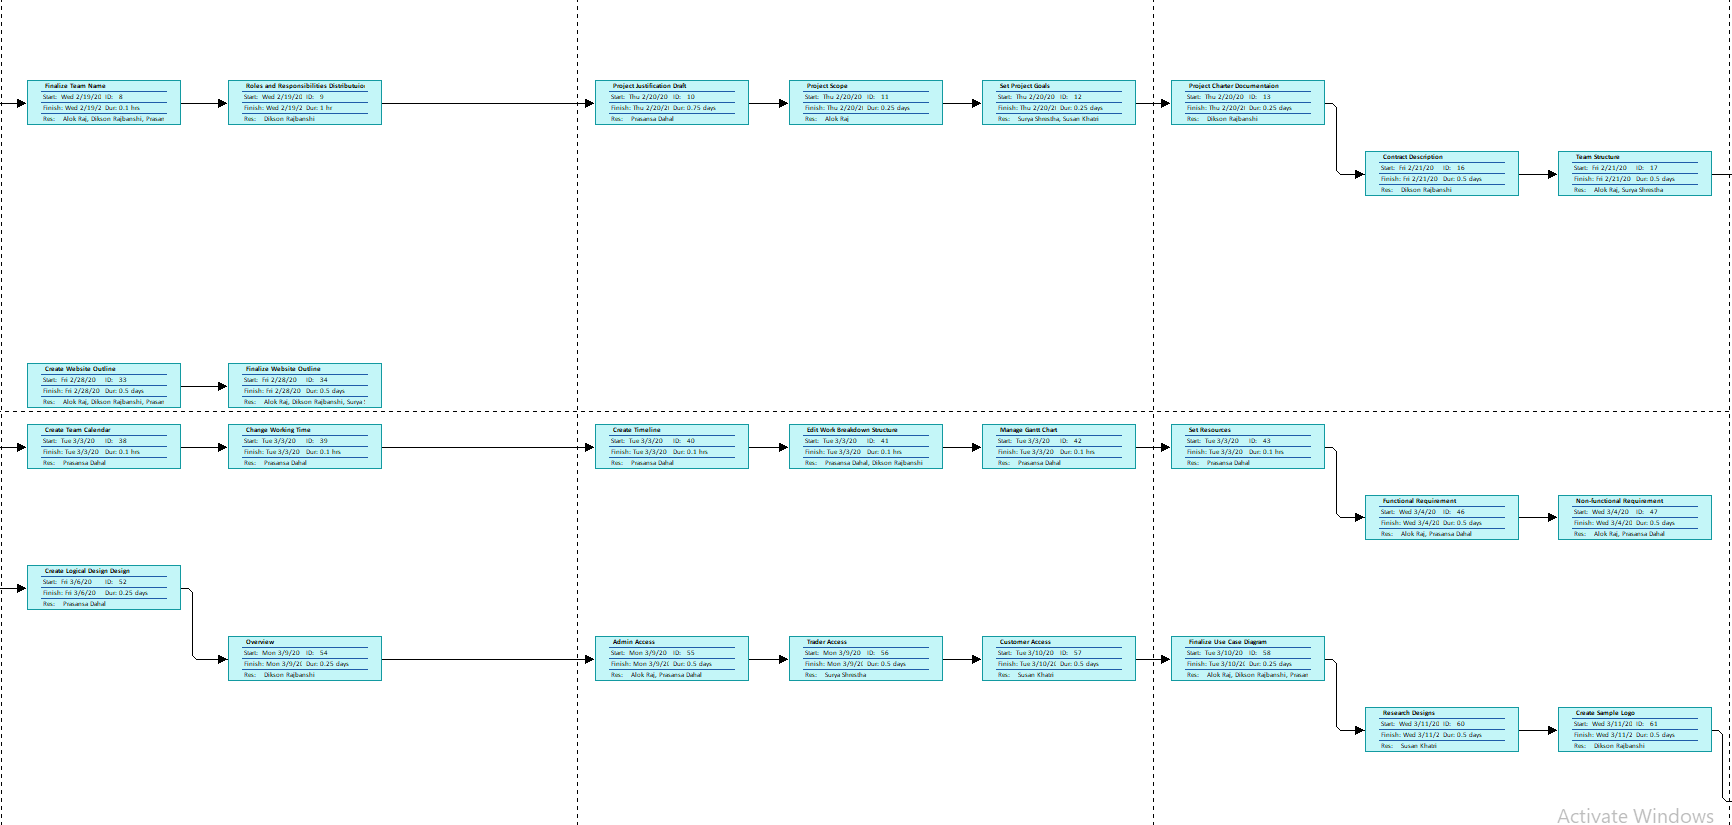 Finalize Team Name
Start: Wed 2/19/20 ID: 8
Finish: Wed 2/19/2 Dur: 0.1 hrs
Res: Alok Raj, Dikson Rajbanshi, Prasan
Roles and Responsibilities Distributuion
Start: Wed 2/19/20 ID: 9
Finish: Wed 2/19/2 Dur: 1 hr
Res: Dikson Rajbanshi
Project Justification Draft
Start: Thu 2/20/20 ID: 10
Finish: Thu 2/20/2( Dur: 0.75 days
Res: Prasansa Dahal
Project Scope
Start: Thu 2/20/20 ID: 11
Finish: Thu 2/20/2( Dur: 0.25 days
Res: Alok Raj
Set Project Goals
Start: Thu 2/20/20 ID: 12
Finish: Thu 2/20/2( Dur: 0.25 days
Res: Surya Shrestha, Susan Khatri
Project Charter Documentaion
Start: Thu 2/20/20 ID: 13
Finish: Thu 2/20/2( Dur: 0.25 days
Res: Dikson Rajbanshi
Contract Description
Start: Fri 2/21/20 ID: 16
Finish: Fri 2/21/20 Dur: 0.5 days
Res: Dikson Rajbanshi
Team Structure
Start: Fri 2/21/20 ID: 17
Finish: Fri 2/21/20 Dur: 0.5 days
Res: Alok Raj, Surya Shrestha
Create Website Outline
Start: Fri 2/28/20 ID: 33
Finish: Fri 2/28/20 Dur: 0.5 days
Res: Alok Raj, Dikson Rajbanshi, Prasan
Finalize Website Outline
Start: Fri 2/28/20 ID: 34
Finish: Fri 2/28/20 Dur: 0.5 days
Res: Alok Raj, Dikson Rajbanshi, Surya
Create Team Calendar
Start: Tue 3/3/20 ID: 38
Finish: Tue 3/3/20 Dur: 0.1 hrs
Res: Prasansa Dahal
Change Working Time
Start: Tue 3/3/20 ID: 39
Finish: Tue 3/3/20 Dur: 0.1 hrs
Res: Prasansa Dahal
Create Timeline
Start: Tue 3/3/20 ID: 40
Finish: Tue 3/3/20 Dur: 0.1 hrs
Res: Prasansa Dahal
Edit Work Breakdown Structure
Start: Tue 3/3/20 ID: 41
Finish: Tue 3/3/20 Dur: 0.1 hrs
Res: Prasansa Dahal, Dikson Rajbanshi
Manage Gantt Chart
Start: Tue 3/3/20 ID: 42
Finish: Tue 3/3/20 Dur: 0.1 hrs
Res: Prasansa Dahal
Set Resources
Start: Tue 3/3/20 ID: 43
Finish: Tue 3/3/20 Dur: 0.1 hrs
Res: Prasansa Dahal
Functional Requirement
Start: Wed 3/4/20 ID: 46
Finish: Wed 3/4/20 Dur: 0.5 days
Res: Alok Raj, Prasansa Dahal
Non-functional Requirement
Start: Wed 3/4/20 ID: 47
Finish: Wed 3/4/20 Dur: 0.5 days
Res: Alok Raj, Prasansa Dahal
Create Logical Design Design
Start: Fri 3/6/20 ID: 52
Finish: Fri 3/6/20 Dur: 0.25 days
Res: Prasansa Dahal
Overview
Start: Mon 3/9/20 ID: 54
Finish: Mon 3/9/2( Dur: 0.25 days
Res: Dikson Rajbanshi
Admin Access
Start: Mon 3/9/20 ID: 55
Finish: Mon 3/9/2( Dur: 0.5 days
Res: Alok Raj, Prasansa Dahal
Trader Access
Start: Mon 3/9/20 ID: 56
Finish: Mon 3/9/2( Dur: 0.5 days
Res: Surya Shrestha
Customer Access
Start: Tue 3/10/20 ID: 57
Finish: Tue 3/10/2( Dur: 0.5 days
Res: Susan Khatri
Finalize Use Case Diagram
Start: Tue 3/10/20 ID: 58
Finish: Tue 3/10/2( Dur: 0.25 days
Res: Alok Raj, Dikson Rajbanshi, Prasan
Research Designs
Start: Wed 3/11/20 ID: 60
Finish: Wed 3/11/2 Dur: 0.5 days
Res: Susan Khatri
Create Sample Logo
Start: Wed 3/11/20 ID: 61
Finish: Wed 3/11/2 Dur: 0.5 days
Res: Dikson Rajbanshi
Activate Windows